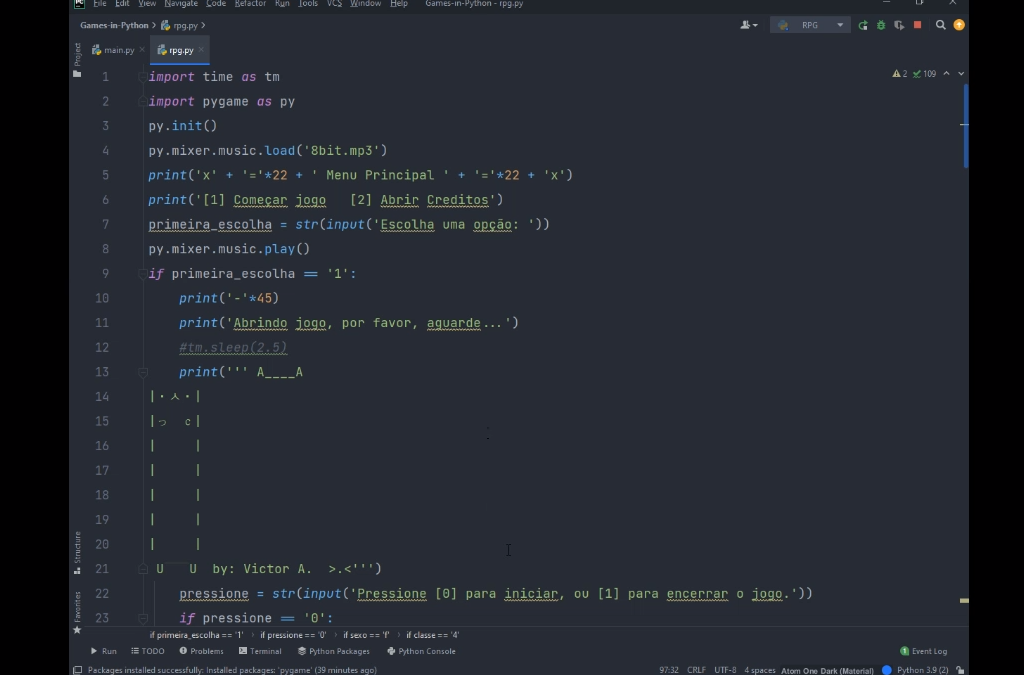 PC File Edit View Navigate Code Refactor Run Tools VCS Window Help Games-in-Python - rpg.py
Games-in-Python rpg.py RPG
main.py rpg.py
Project
2 109
1 import time as tm
2 import pygame as py
3 py.init()
4 py.mixer.music.load('8bit.mp3')
5 print('x' + '='*22 + ' Menu Principal ' + '='*22 + 'x')
6 print('[1] Começar jogo   [2] Abrir Creditos')
7 primeira_escolha = str(input('Escolha uma opção: '))
8 py.mixer.music.play()
9 if primeira_escolha == '1':
10     print('-'*45)
11     print('Abrindo jogo, por favor, aguarde...')
12     #tm.sleep(2.5)
13     print(''' A____A
14 |・ㅅ・|
15 |っ  c|
16 |     |
17 |     |
18 |     |
19 |     |
20 |     |
21  U   U  by: Victor A.  >.<''')
22     pressione = str(input('Pressione [0] para iniciar, ou [1] para encerrar o jogo.'))
23     if pressione == '0':
Structure
Favorites
if primeira_escolha == '1' if pressione == '0' if sexo == 'f' if classe == '4'
Run TODO Problems Terminal Python Packages Python Console 1 Event Log
Packages installed successfully: Installed packages: 'pygame' (39 minutes ago) 97:32 CRLF UTF-8 4 spaces Atom One Dark (Material) Python 3.9 (2)